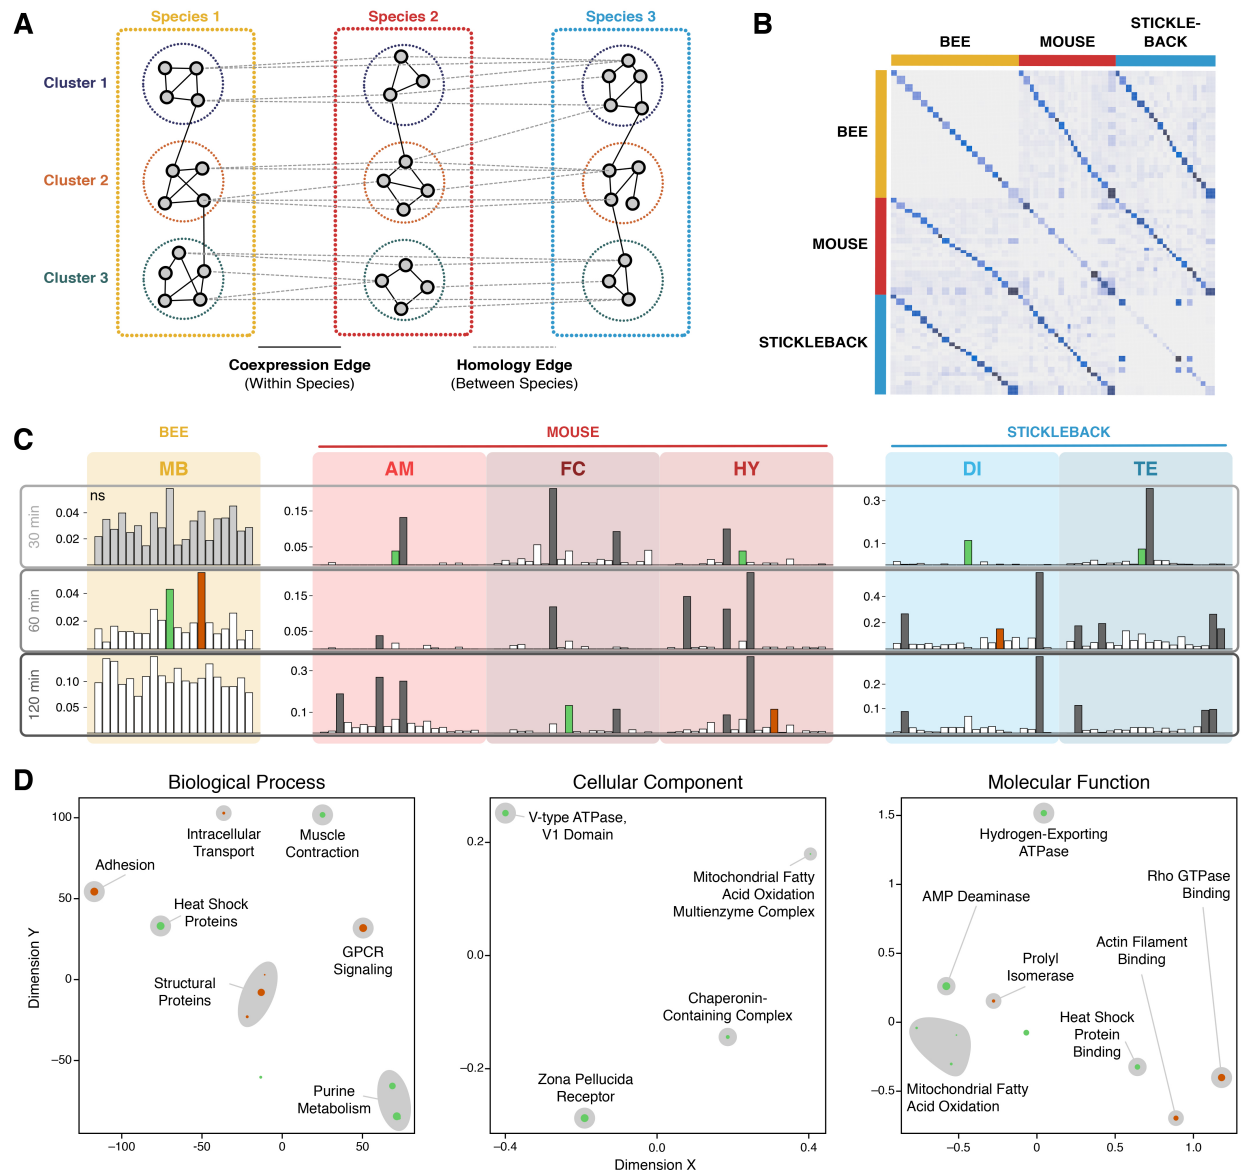 A
Species 1
Species 2
Species 3
Cluster 1
Cluster 2
Cluster 3
Coexpression Edge
(Within Species)
Homology Edge
(Between Species)
B
BEE
MOUSE
STICKLE-
BACK
BEE
MOUSE
STICKLEBACK
C
BEE
MOUSE
STICKLEBACK
MB
AM
FC
HY
DI
TE
30 min
ns
0.04
0.02
0.15
0.05
0.3
0.1
60 min
0.04
0.02
0.15
0.05
0.4
0.2
120 min
0.10
0.05
0.3
0.1
0.2
0.1
D
Biological Process
Dimension Y
100
50
0
−50
−100
-50
0
50
Intracellular
Transport
Muscle
Contraction
Adhesion
Heat Shock
Proteins
GPCR
Signaling
Structural
Proteins
Purine
Metabolism
Cellular Component
0.2
0.0
−0.2
−0.4
0.0
0.4
Dimension X
V-type ATPase,
V1 Domain
Mitochondrial Fatty
Acid Oxidation
Multienzyme Complex
Chaperonin-
Containing Complex
Zona Pellucida
Receptor
Molecular Function
1.5
1
0.5
0
−0.5
−0.5
0
0.5
1.0
Hydrogen-Exporting
ATPase
Rho GTPase
Binding
AMP Deaminase
Actin Filament
Binding
Prolyl
Isomerase
Heat Shock
Protein
Binding
Mitochondrial Fatty
Acid Oxidation